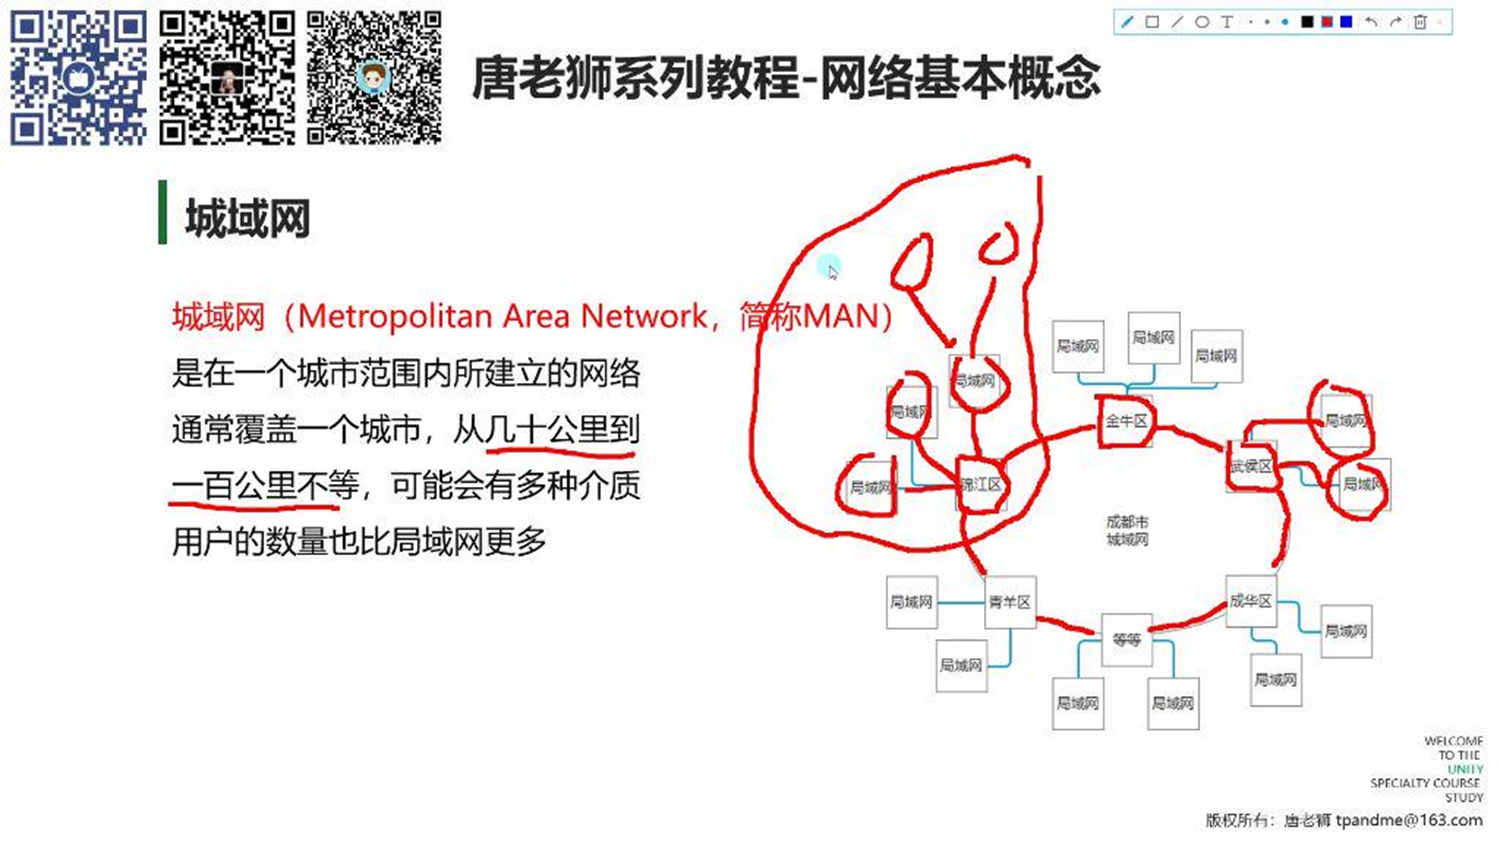 唐老狮系列教程-网络基本概念
城域网
城域网（Metropolitan Area Network，简称MAN）
是在一个城市范围内所建立的网络
通常覆盖一个城市，从几十公里到
一百公里不等，可能会有多种介质
用户的数量也比局域网更多
局域网
局域网
局域网
局域网
局域网
金牛区
局域网
武侯区
局域网
局域网
锦江区
局域网
成都市
城域网
局域网
青羊区
成华区
局域网
等等
局域网
局域网
局域网
局域网
WELCOME
TO THE
UNITY
SPECIALTY COURSE
STUDY
版权所有：唐老狮 tpandme@163.com